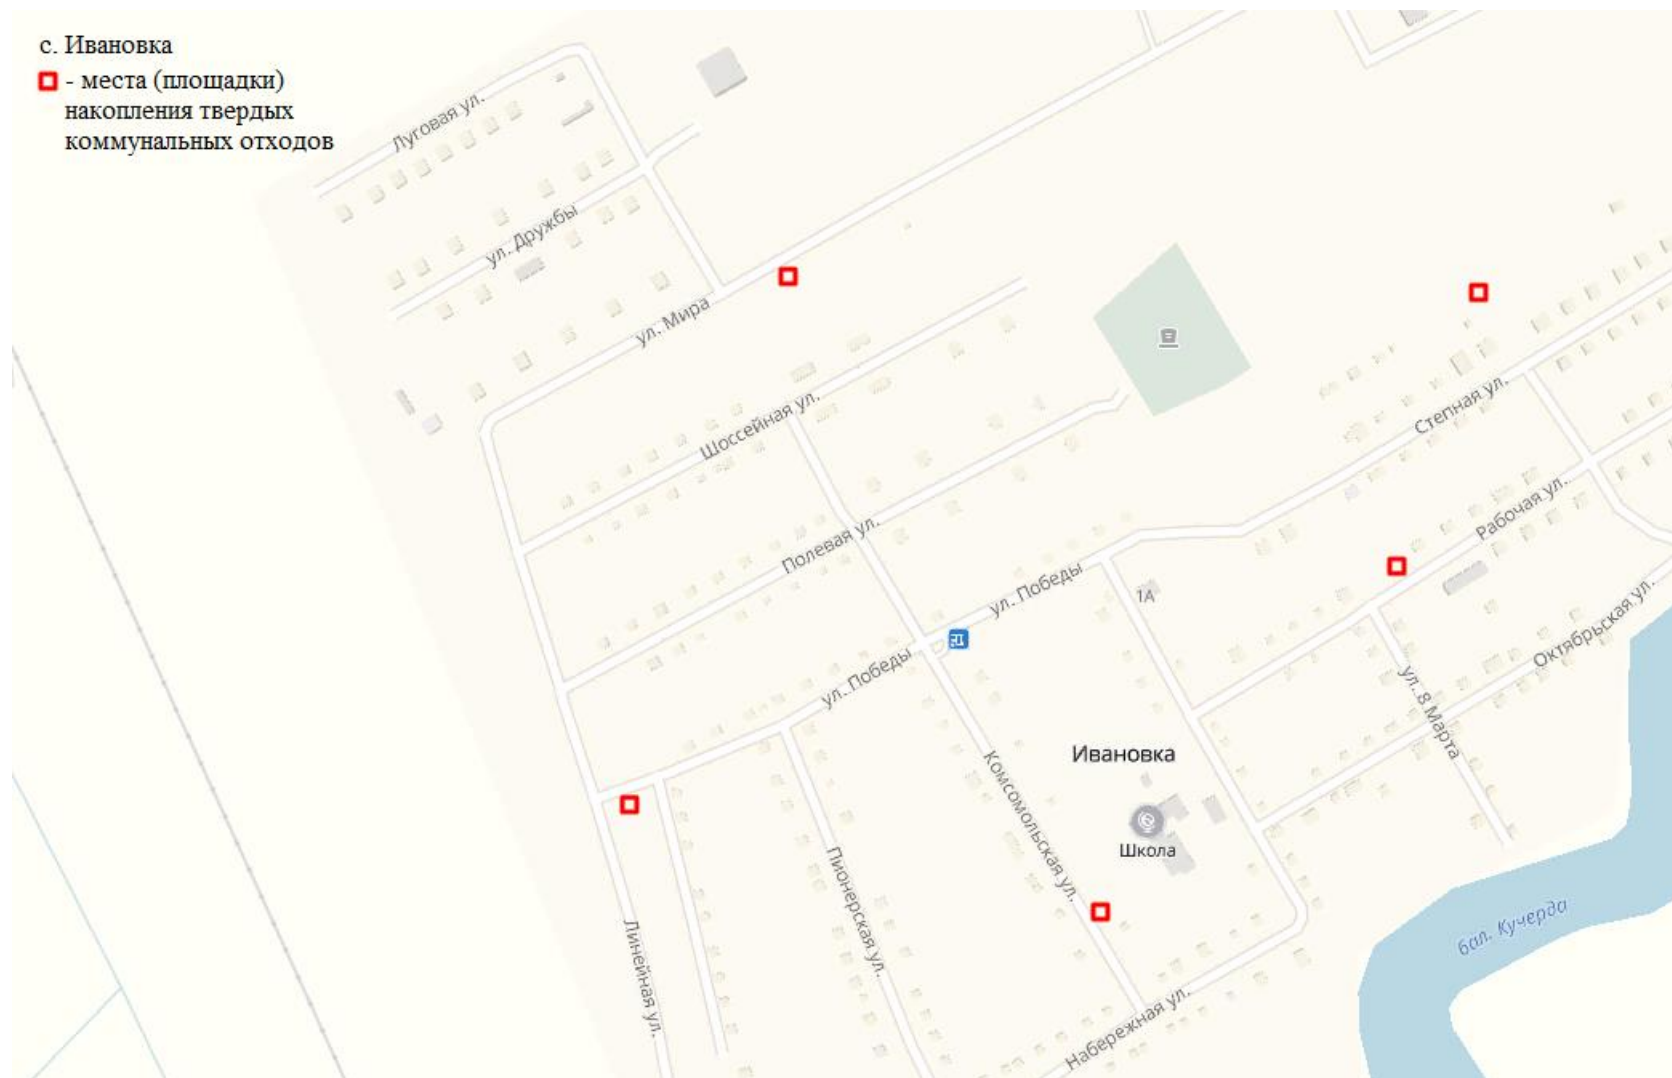 с. Ивановка
- места (площадки)
накопления твердых
коммунальных отходов
Луговая ул.
ул. Дружбы
ул. Мира
Шоссейная ул.
Степная ул.
Полевая ул.
Рабочая ул.
ул. Победы
1А
Октябрьская ул.
ул. Победы
ул. 8 Марта
Ивановка
Комсомольская ул.
Школа
Пионерская ул.
бал. Кучерда
Линейная ул.
Набережная ул.